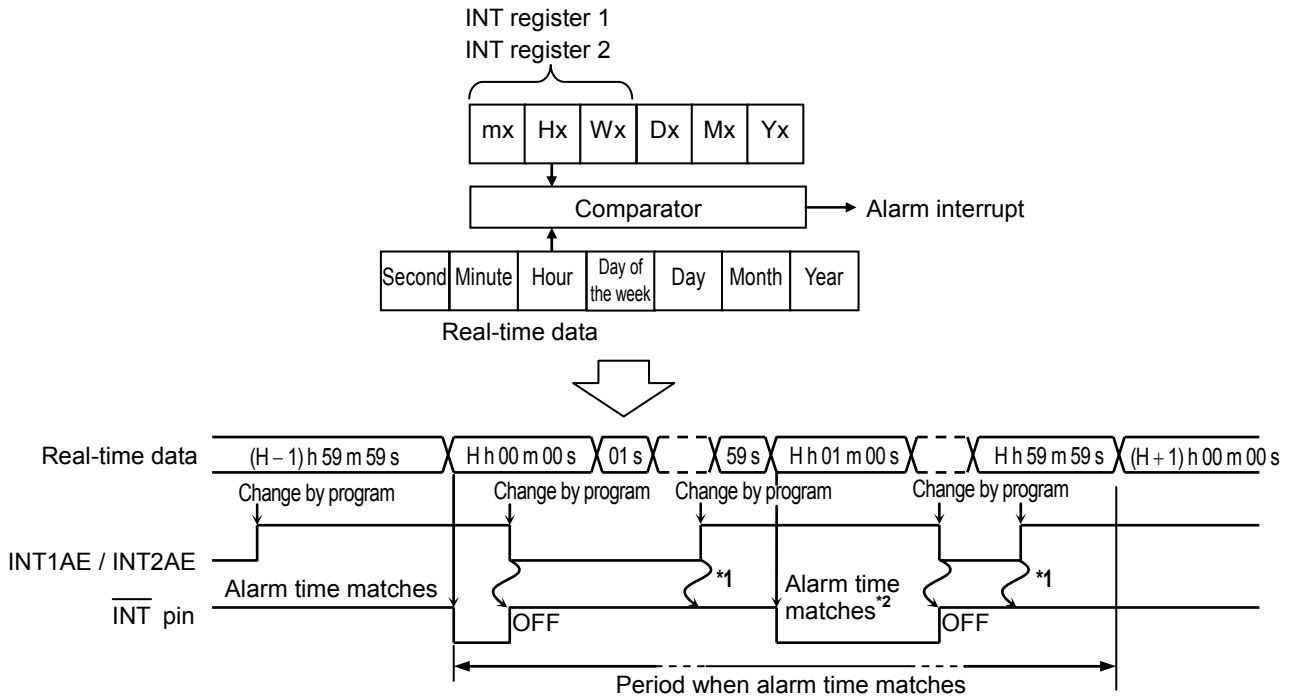 INT register 1
INT register 2
mx Hx Wx Dx Mx Yx
Comparator
Alarm interrupt
Second Minute Hour Day of the week Day Month Year
Real-time data
Real-time data
(H − 1) h 59 m 59 s H h 00 m 00 s 01 s 59 s H h 01 m 00 s H h 59 m 59 s (H + 1) h 00 m 00 s
Change by program Change by program Change by program Change by program
INT1AE / INT2AE
*1 *1
Alarm time matches
Alarm time
matches*2
INT pin
OFF OFF
Period when alarm time matches